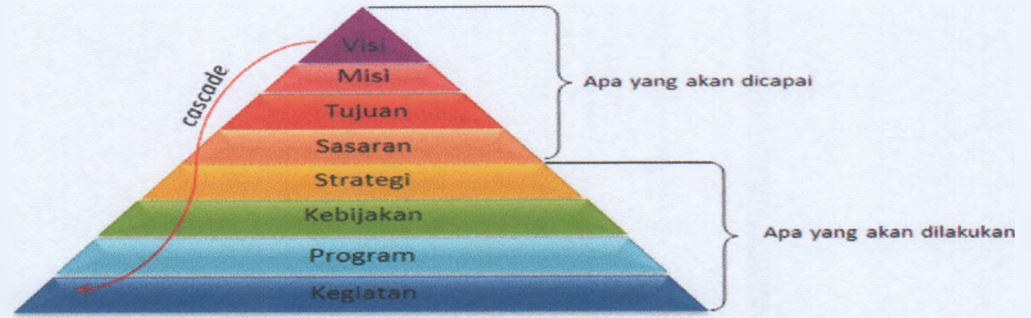 Visi
Misi
Tujuan
Sasaran
Strategi
Kebijakan
Program
Kegiatan
cascade
Apa yang akan dicapai
Apa yang akan dilakukan